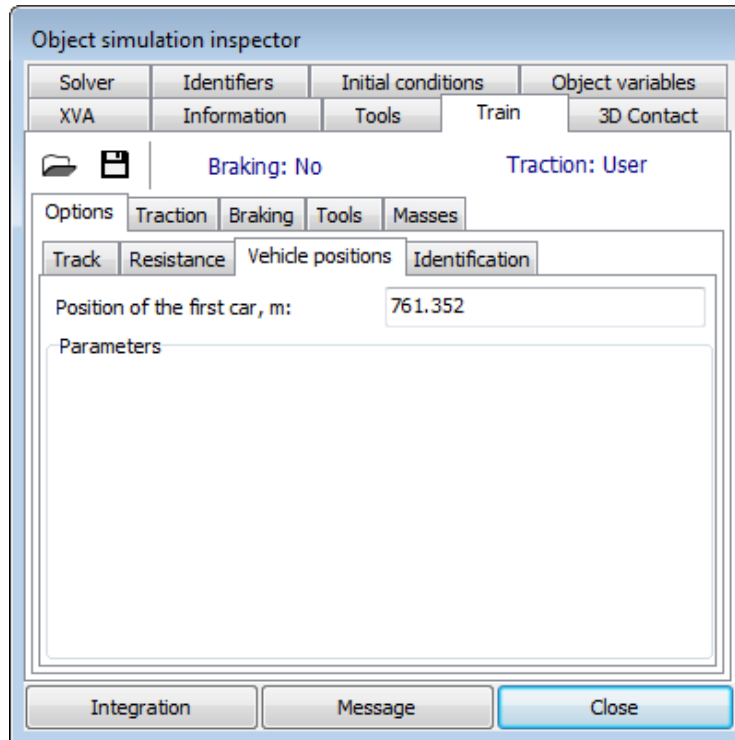 Object simulation inspector
Solver Identifiers Initial conditions Object variables
XVA Information Tools Train 3D Contact
Braking: No Traction: User
Options Traction Braking Tools Masses
Track Resistance Vehicle positions Identification
Position of the first car, m: 761.352
Parameters
Integration Message Close